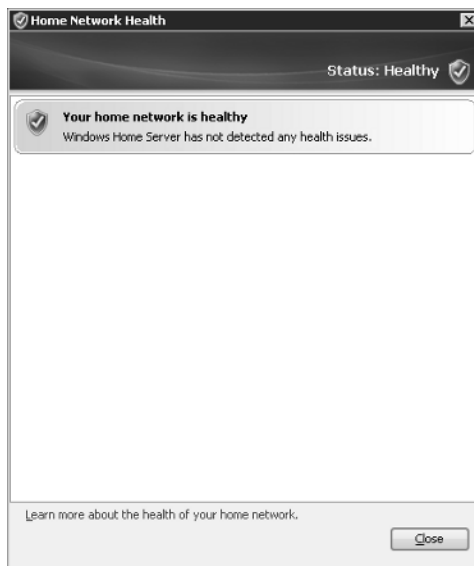 Home Network Health
Status: Healthy
Your home network is healthy
Windows Home Server has not detected any health issues.
Learn more about the health of your home network.
Close